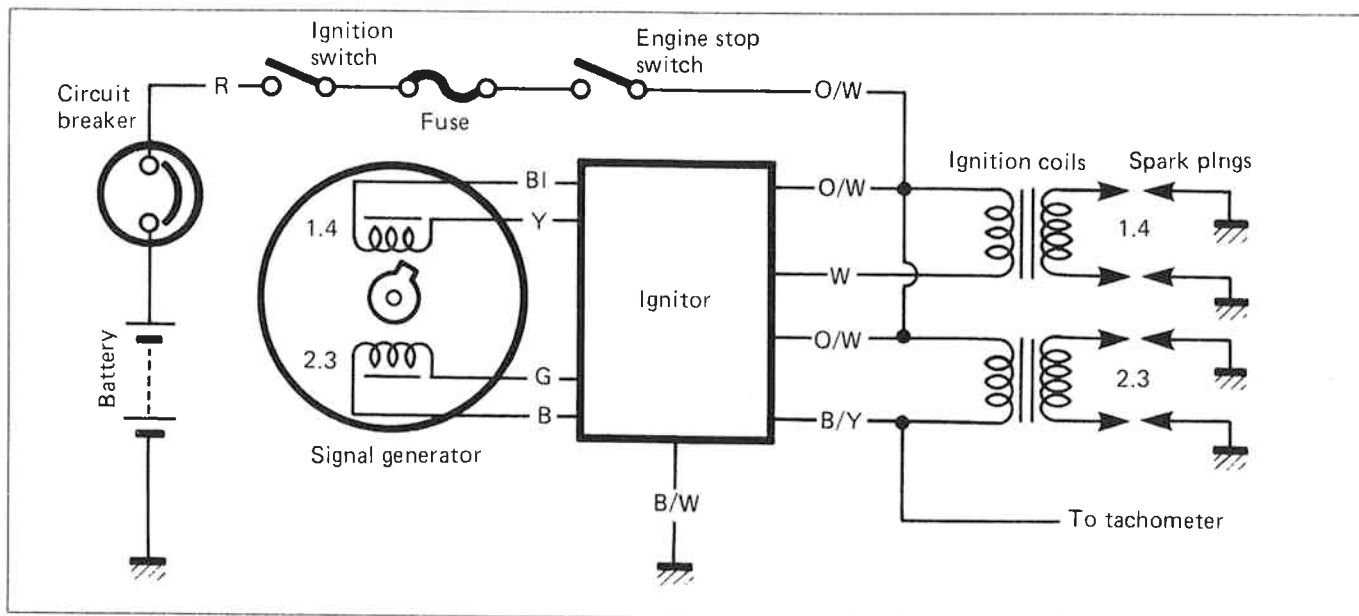 Ignition
switch
Engine stop
switch
Circuit
breaker
R
Fuse
O/W
Ignition coils
Spark plngs
Bl
Y
1.4
O/W
1.4
W
Ignitor
Battery
2.3
G
B
O/W
2.3
B/Y
Signal generator
B/W
To tachometer